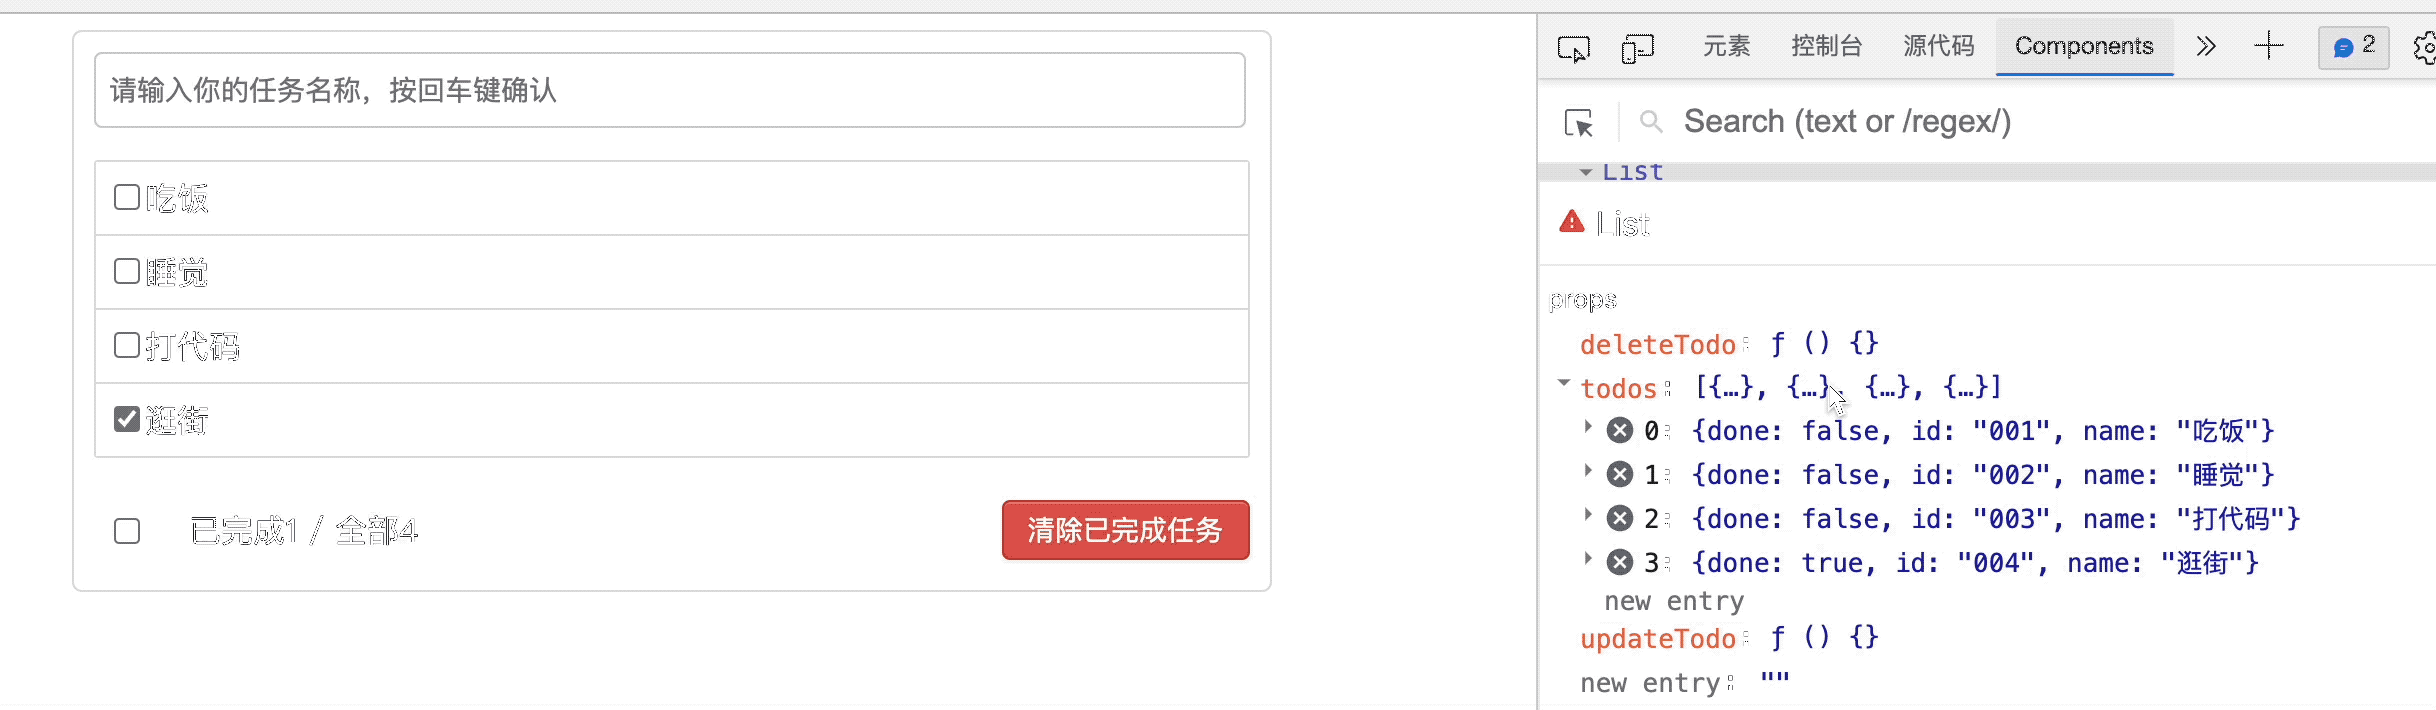 请输入你的任务名称，按回车键确认
吃饭
睡觉
打代码
逛街
已完成1 / 全部4
清除已完成任务
元素 控制台 源代码 Components 2
Search (text or /regex/)
List
List
props
deleteTodo: ƒ () {}
todos: [{…}, {…}, {…}, {…}]
0: {done: false, id: "001", name: "吃饭"}
1: {done: false, id: "002", name: "睡觉"}
2: {done: false, id: "003", name: "打代码"}
3: {done: true, id: "004", name: "逛街"}
new entry
updateTodo: ƒ () {}
new entry: ""